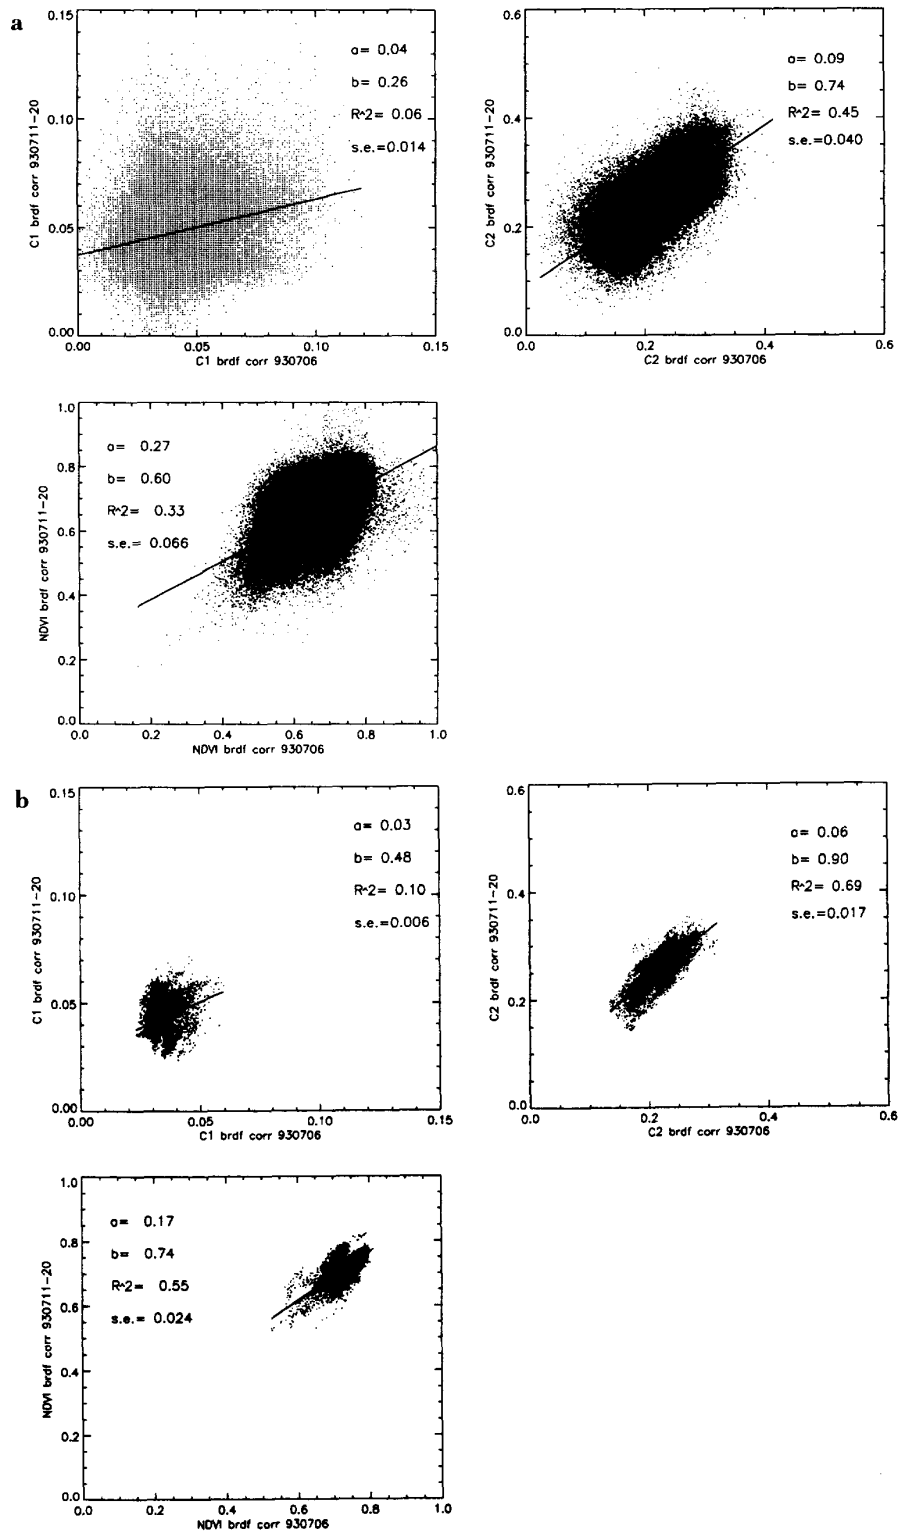 a
0.15
0.10
0.05
0.00
C1 brdf corr 930711-20
a= 0.04
b= 0.26
R^2= 0.06
s.e.=0.014
0.00 0.05 0.10 0.15
C1 brdf corr 930706
0.6
0.4
0.2
0.0
C2 brdf corr 930711-20
a= 0.09
b= 0.74
R^2= 0.45
s.e.=0.040
0.0 0.2 0.4 0.6
C2 brdf corr 930706
1.0
0.8
0.6
0.4
0.2
0.0
NDVI brdf corr 930711-20
a= 0.27
b= 0.60
R^2= 0.33
s.e.= 0.066
0.0 0.2 0.4 0.6 0.8 1.0
NDVI brdf corr 930706
b
0.15
0.10
0.05
0.00
C1 brdf corr 930711-20
a= 0.03
b= 0.48
R^2= 0.10
s.e.=0.006
0.00 0.05 0.10 0.15
C1 brdf corr 930706
0.6
0.4
0.2
0.0
C2 brdf corr 930711-20
a= 0.06
b= 0.90
R^2= 0.69
s.e.=0.017
0.0 0.2 0.4 0.6
C2 brdf corr 930706
1.0
0.8
0.6
0.4
0.2
0.0
NDVI brdf corr 930711-20
a= 0.17
b= 0.74
R^2= 0.55
s.e.= 0.024
0.0 0.2 0.4 0.6 0.8 1.0
NDVI brdf corr 930706